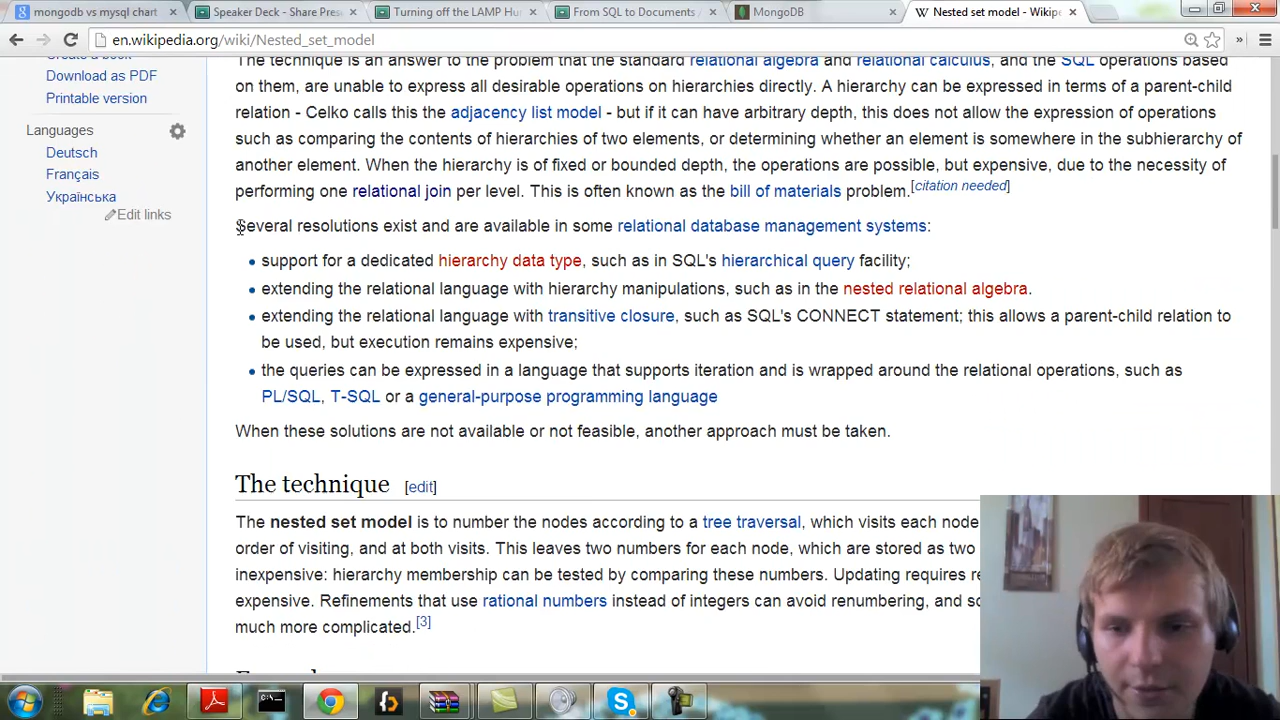 mongodb vs mysql chart
Speaker Deck - Share Pres
Turning off the LAMP Hu
From SQL to Documents
MongoDB
Nested set model - Wikipe
en.wikipedia.org/wiki/Nested_set_model
Create a book
Download as PDF
Printable version
Languages
Deutsch
Français
Українська
Edit links
The technique is an answer to the problem that the standard relational algebra and relational calculus, and the SQL operations based
on them, are unable to express all desirable operations on hierarchies directly. A hierarchy can be expressed in terms of a parent-child
relation - Celko calls this the adjacency list model - but if it can have arbitrary depth, this does not allow the expression of operations
such as comparing the contents of hierarchies of two elements, or determining whether an element is somewhere in the subhierarchy of
another element. When the hierarchy is of fixed or bounded depth, the operations are possible, but expensive, due to the necessity of
performing one relational join per level. This is often known as the bill of materials problem.[citation needed]
Several resolutions exist and are available in some relational database management systems:
support for a dedicated hierarchy data type, such as in SQL's hierarchical query facility;
extending the relational language with hierarchy manipulations, such as in the nested relational algebra.
extending the relational language with transitive closure, such as SQL's CONNECT statement; this allows a parent-child relation to
be used, but execution remains expensive;
the queries can be expressed in a language that supports iteration and is wrapped around the relational operations, such as
PL/SQL, T-SQL or a general-purpose programming language
When these solutions are not available or not feasible, another approach must be taken.
The technique [edit]
The nested set model is to number the nodes according to a tree traversal, which visits each node
order of visiting, and at both visits. This leaves two numbers for each node, which are stored as two
inexpensive: hierarchy membership can be tested by comparing these numbers. Updating requires re
expensive. Refinements that use rational numbers instead of integers can avoid renumbering, and so
much more complicated.[3]